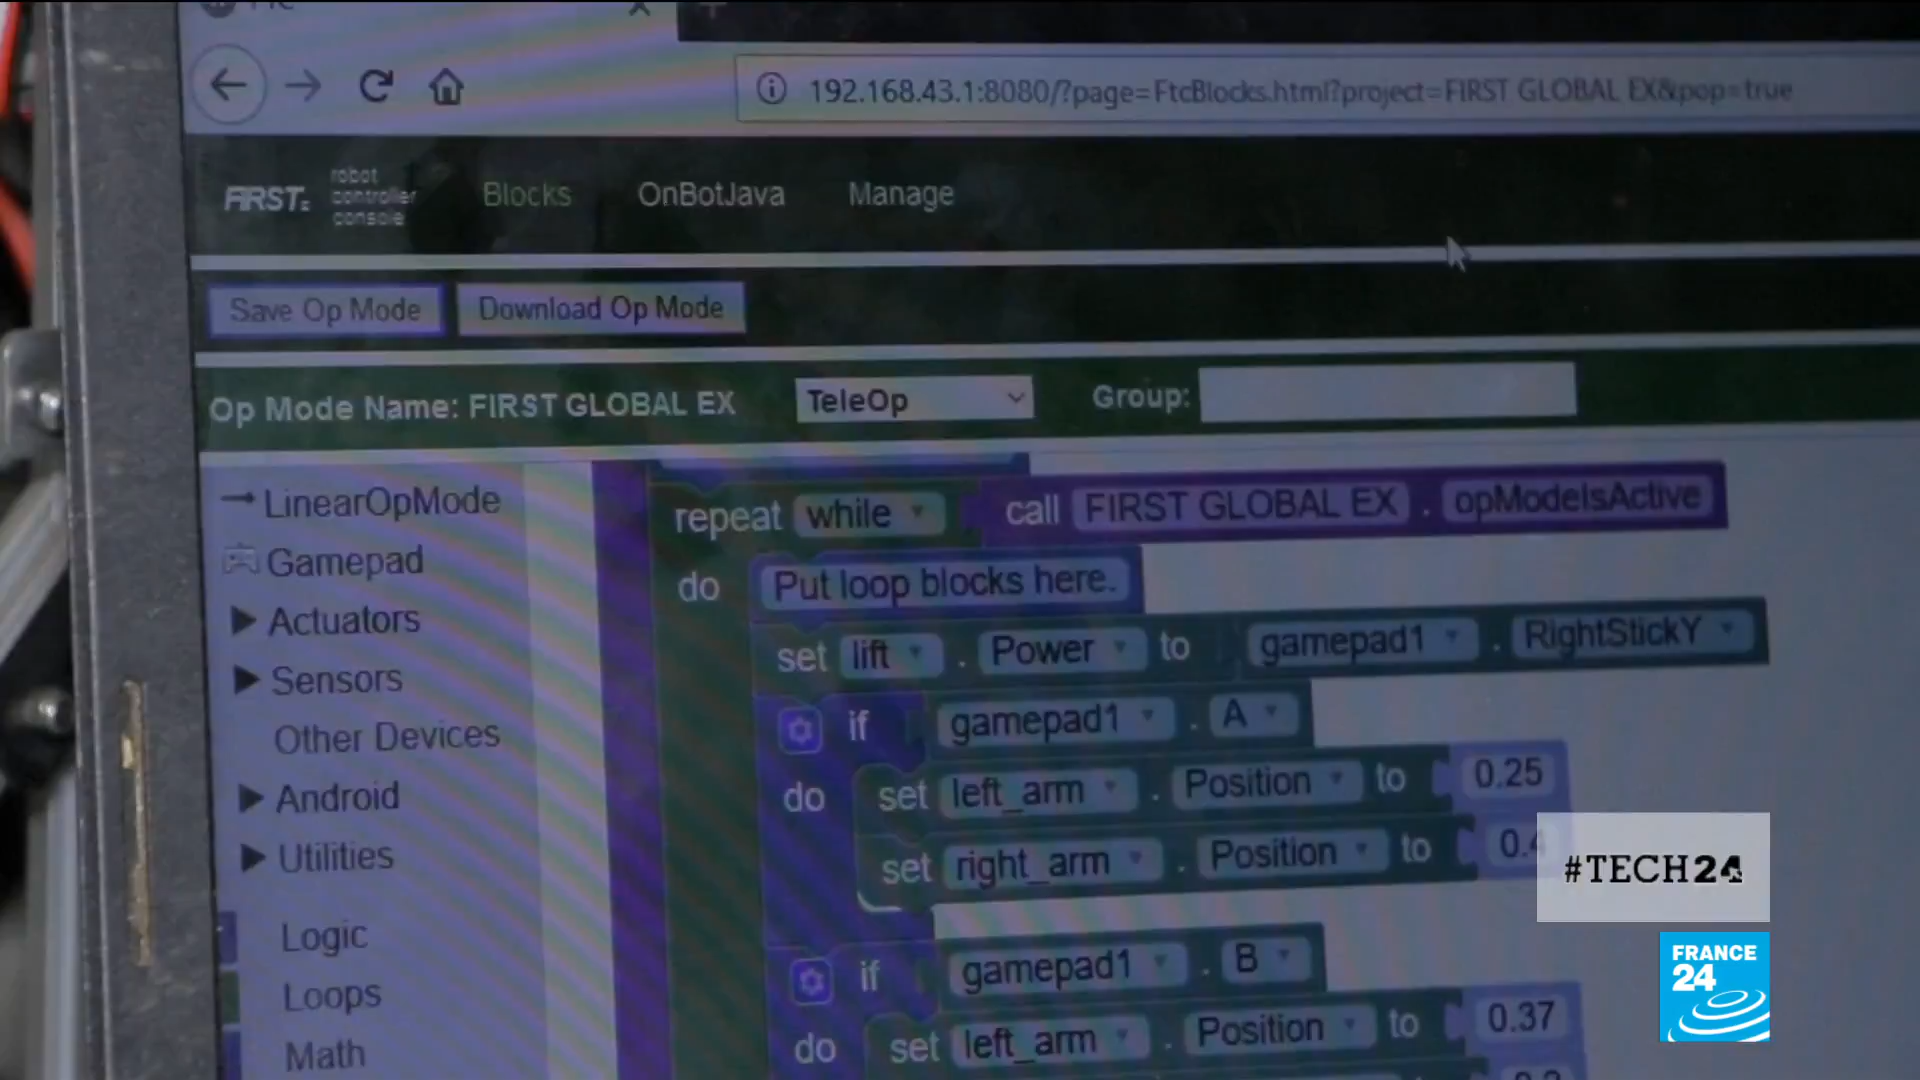 192.168.43.1:8080/?page=FtcBlocks.html?project=FIRST GLOBAL EX&pop=true
FIRST.
robot
controller
console
Blocks OnBotJava Manage
Save Op Mode Download Op Mode
Op Mode Name: FIRST GLOBAL EX TeleOp Group:
LinearOpMode
Gamepad
Actuators
Sensors
Other Devices
Android
Utilities
Logic
Loops
Math
repeat while call FIRST GLOBAL EX . opModeIsActive
do Put loop blocks here.
set lift . Power to gamepad1 . RightStickY
if gamepad1 . A
do set left_arm . Position to 0.25
set right_arm . Position to 0.4
if gamepad1 . B
do set left_arm . Position to 0.37
#TECH24
FRANCE
24